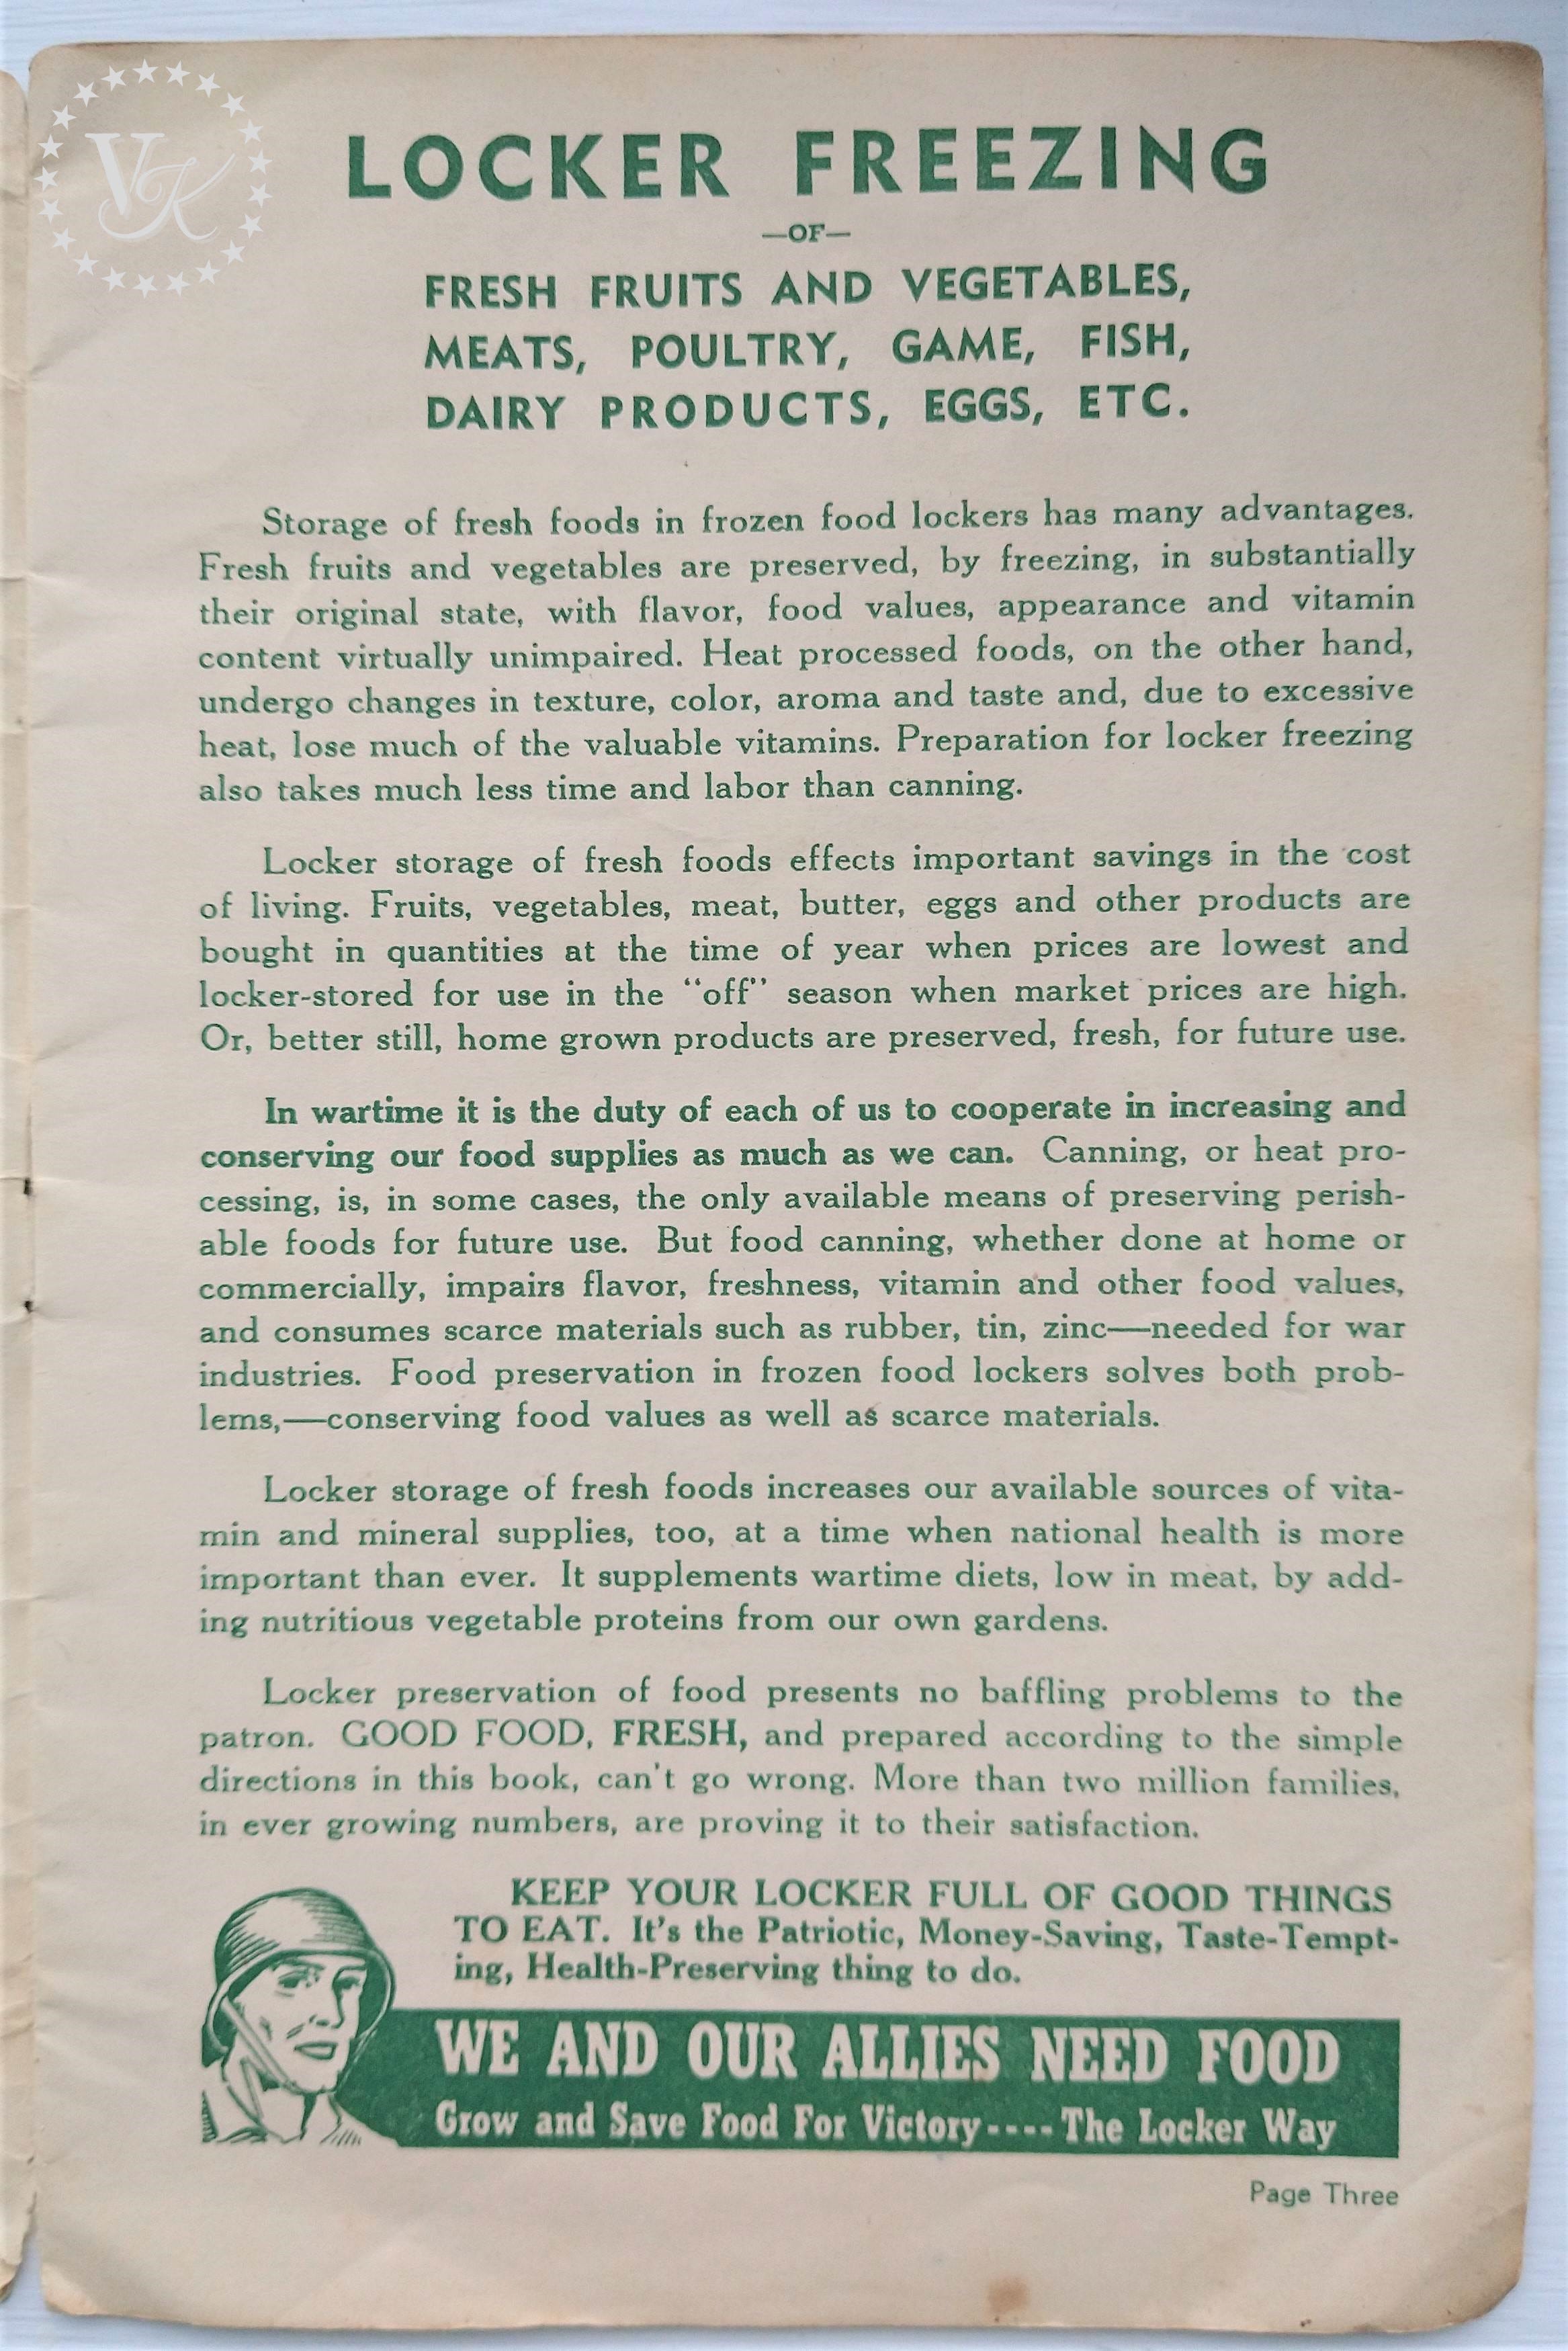 VK
LOCKER FREEZING
—OF—
FRESH FRUITS AND VEGETABLES,
MEATS, POULTRY, GAME, FISH,
DAIRY PRODUCTS, EGGS, ETC.
Storage of fresh foods in frozen food lockers has many advantages.
Fresh fruits and vegetables are preserved, by freezing, in substantially
their original state, with flavor, food values, appearance and vitamin
content virtually unimpaired. Heat processed foods, on the other hand,
undergo changes in texture, color, aroma and taste and, due to excessive
heat, lose much of the valuable vitamins. Preparation for locker freezing
also takes much less time and labor than canning.
Locker storage of fresh foods effects important savings in the cost
of living. Fruits, vegetables, meat, butter, eggs and other products are
bought in quantities at the time of year when prices are lowest and
locker-stored for use in the "off" season when market prices are high.
Or, better still, home grown products are preserved, fresh, for future use.
In wartime it is the duty of each of us to cooperate in increasing and
conserving our food supplies as much as we can. Canning, or heat pro-
cessing, is, in some cases, the only available means of preserving perish-
able foods for future use. But food canning, whether done at home or
commercially, impairs flavor, freshness, vitamin and other food values,
and consumes scarce materials such as rubber, tin, zinc—needed for war
industries. Food preservation in frozen food lockers solves both prob-
lems,—conserving food values as well as scarce materials.
Locker storage of fresh foods increases our available sources of vita-
min and mineral supplies, too, at a time when national health is more
important than ever. It supplements wartime diets, low in meat, by add-
ing nutritious vegetable proteins from our own gardens.
Locker preservation of food presents no baffling problems to the
patron. GOOD FOOD, FRESH, and prepared according to the simple
directions in this book, can't go wrong. More than two million families,
in ever growing numbers, are proving it to their satisfaction.
KEEP YOUR LOCKER FULL OF GOOD THINGS
TO EAT. It's the Patriotic, Money-Saving, Taste-Tempt-
ing, Health-Preserving thing to do.
WE AND OUR ALLIES NEED FOOD
Grow and Save Food For Victory----The Locker Way
Page Three